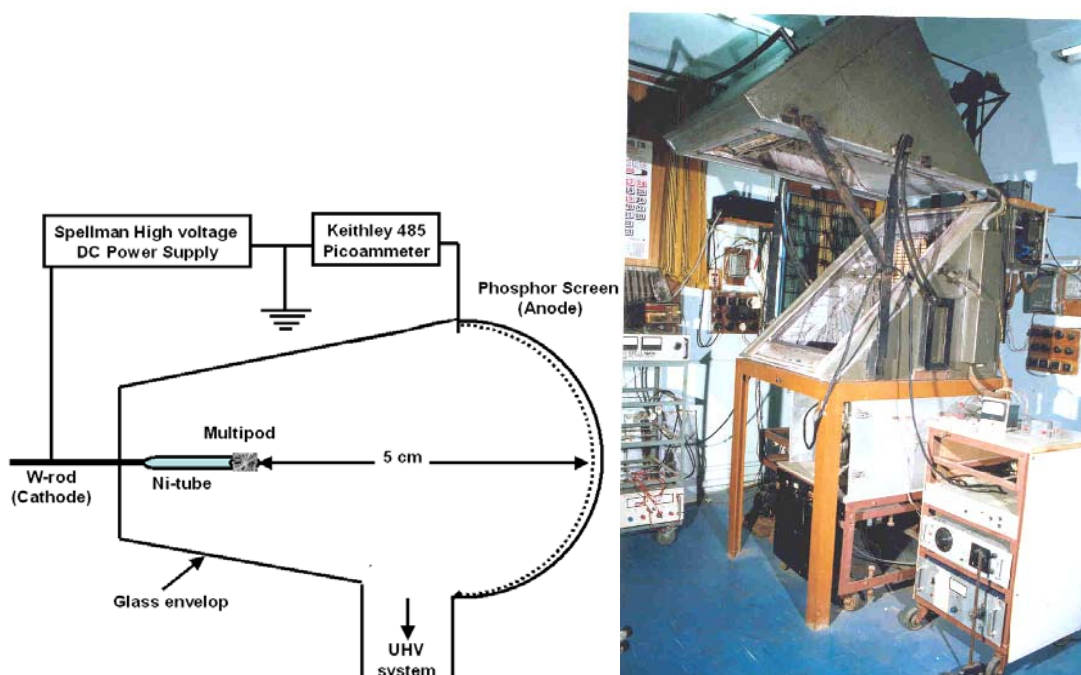 Spellman High voltage
DC Power Supply
Keithley 485
Picoammeter
Phosphor Screen
(Anode)
Multipod
5 cm
W-rod
(Cathode)
Ni-tube
Glass envelop
UHV
system